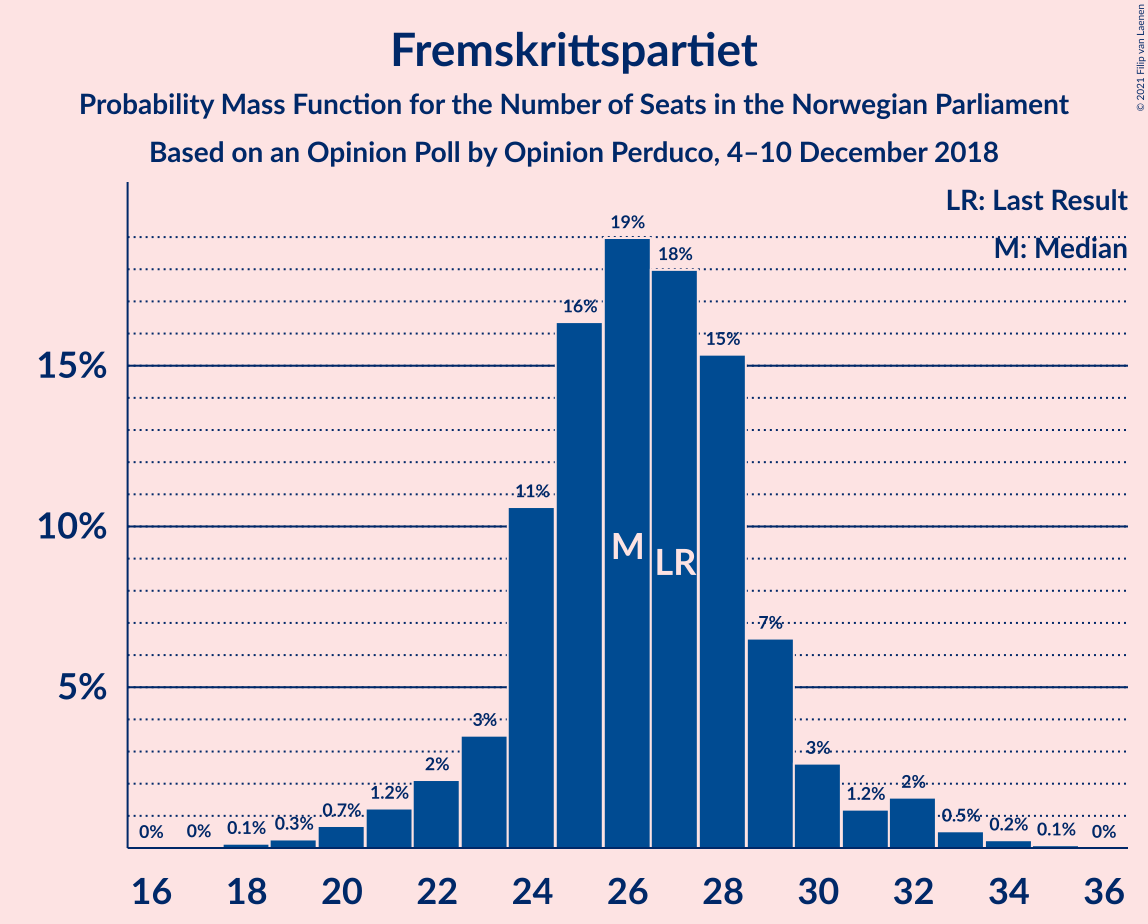 Fremskrittspartiet
Probability Mass Function for the Number of Seats in the Norwegian Parliament
Based on an Opinion Poll by Opinion Perduco, 4–10 December 2018
© 2021 Filip van Laenen
LR: Last Result
M: Median
15%
10%
5%
0%
0%
0.1%
0.3%
0.7%
1.2%
2%
3%
11%
16%
19%
18%
15%
7%
3%
1.2%
2%
0.5%
0.2%
0.1%
0%
M
LR
16 18 20 22 24 26 28 30 32 34 36